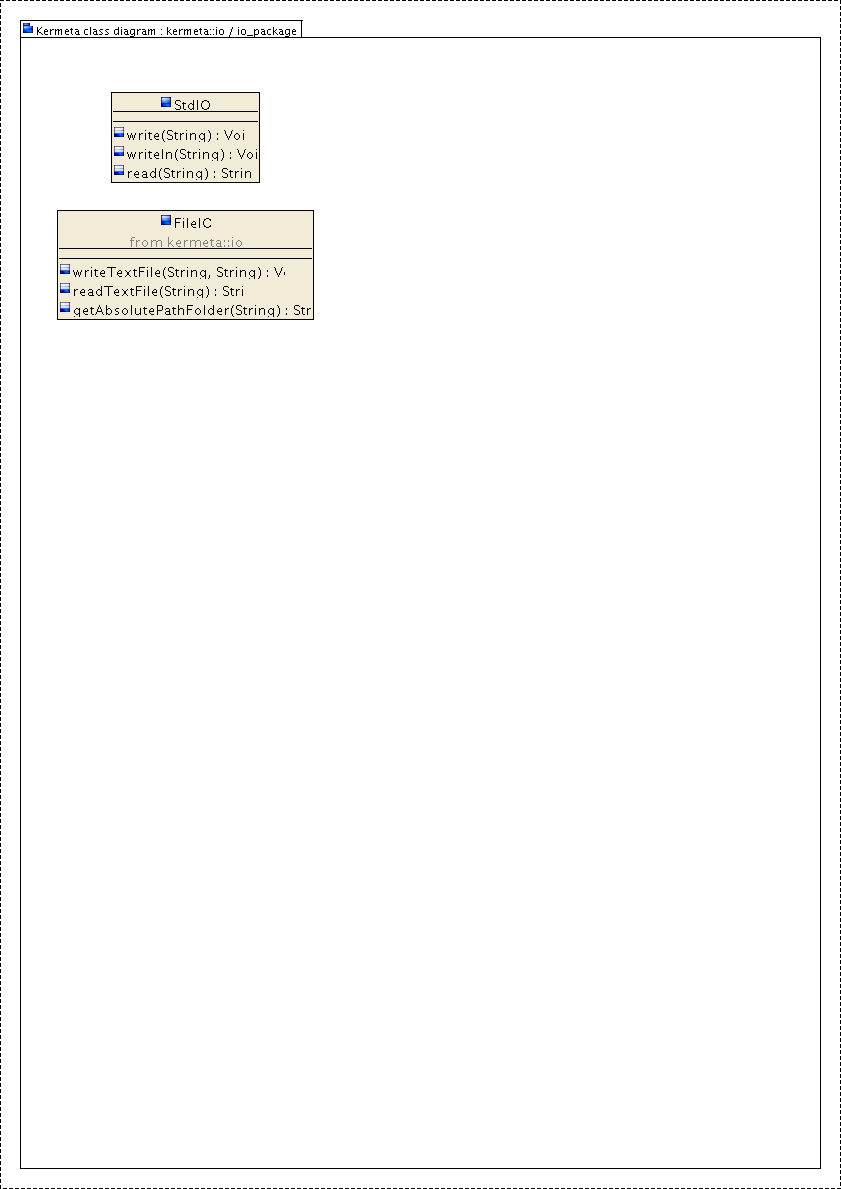 Kermeta class diagram : kermeta::io / io_package
StdIO
write(String) : Voi
writeln(String) : Voi
read(String) : Strin
FileIC
from kermeta::io
writeTextFile(String, String) : V
readTextFile(String) : Stri
getAbsolutePathFolder(String) : Str